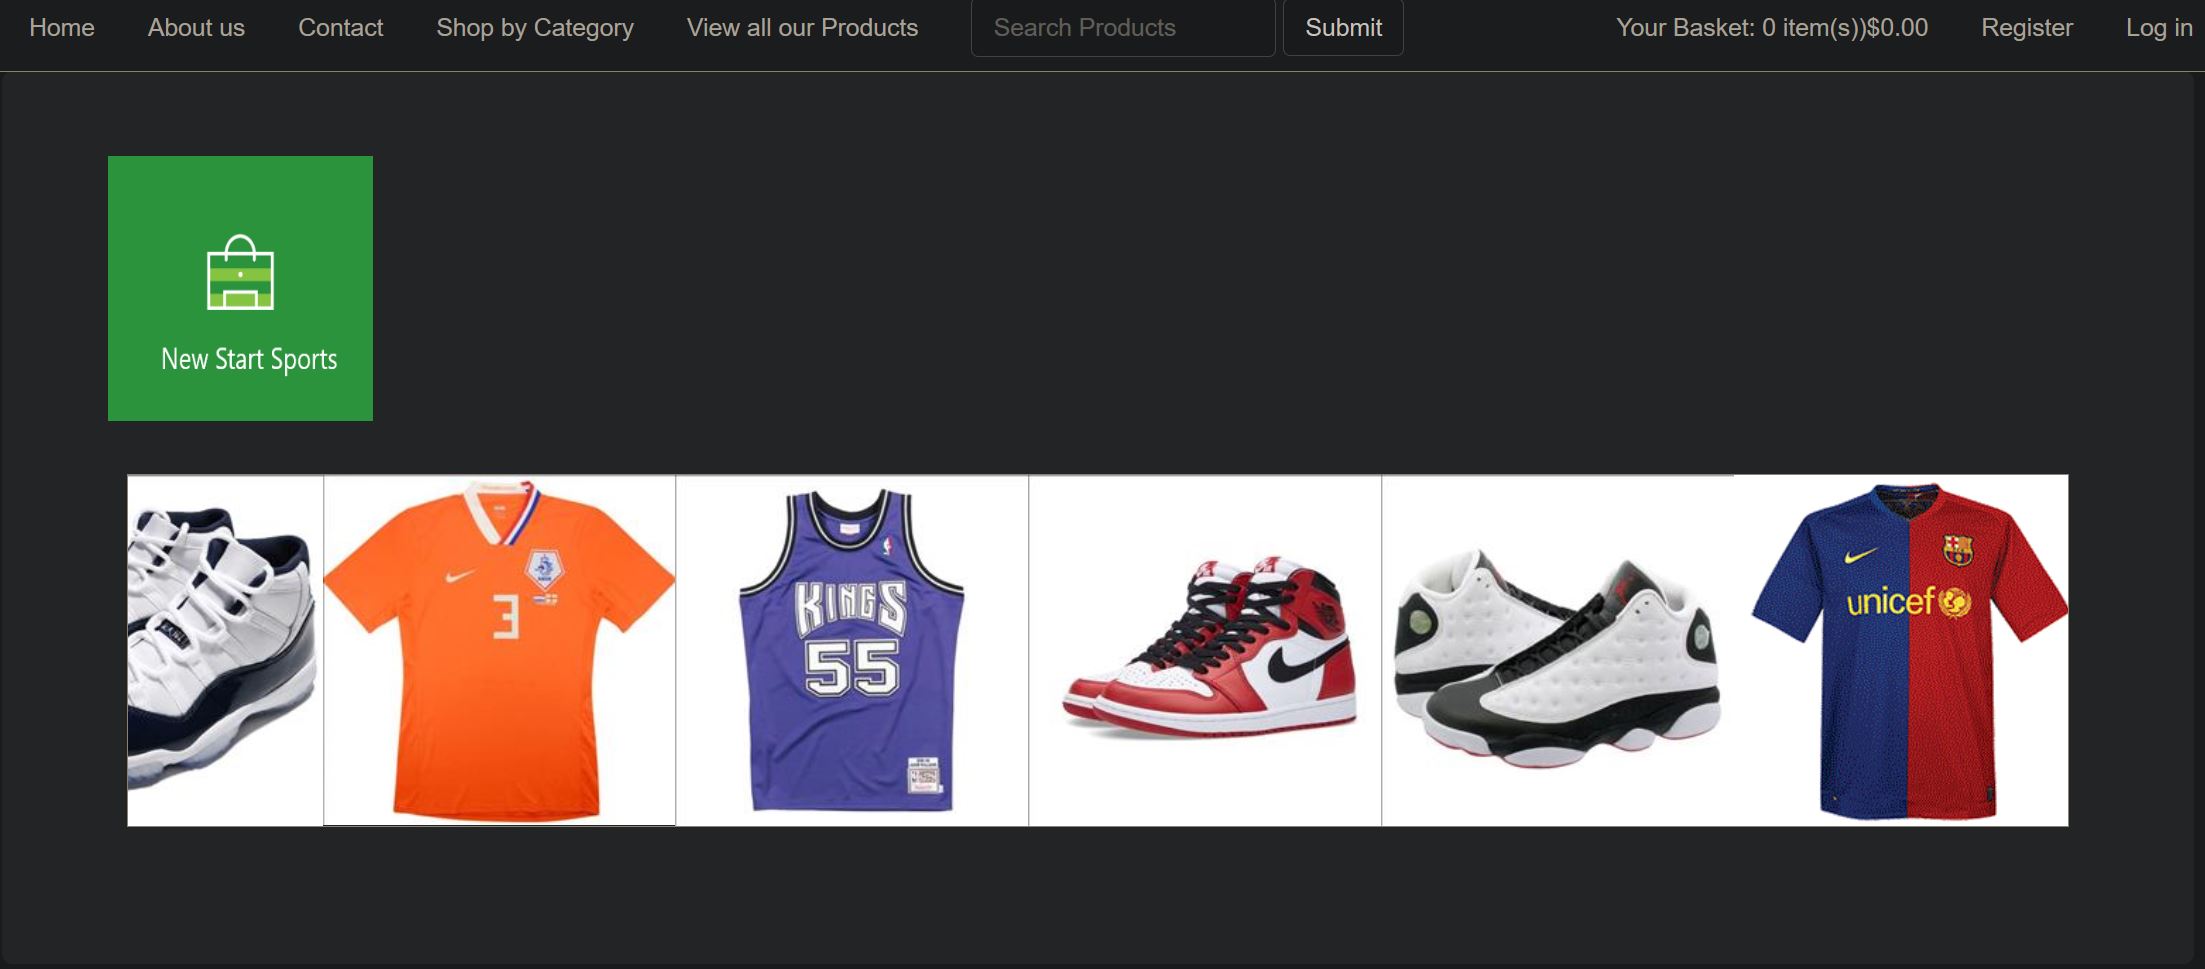 Home About us Contact Shop by Category View all our Products Search Products Submit Your Basket: 0 item(s))$0.00 Register Log in
New Start Sports
3
KINGS
55
unicef